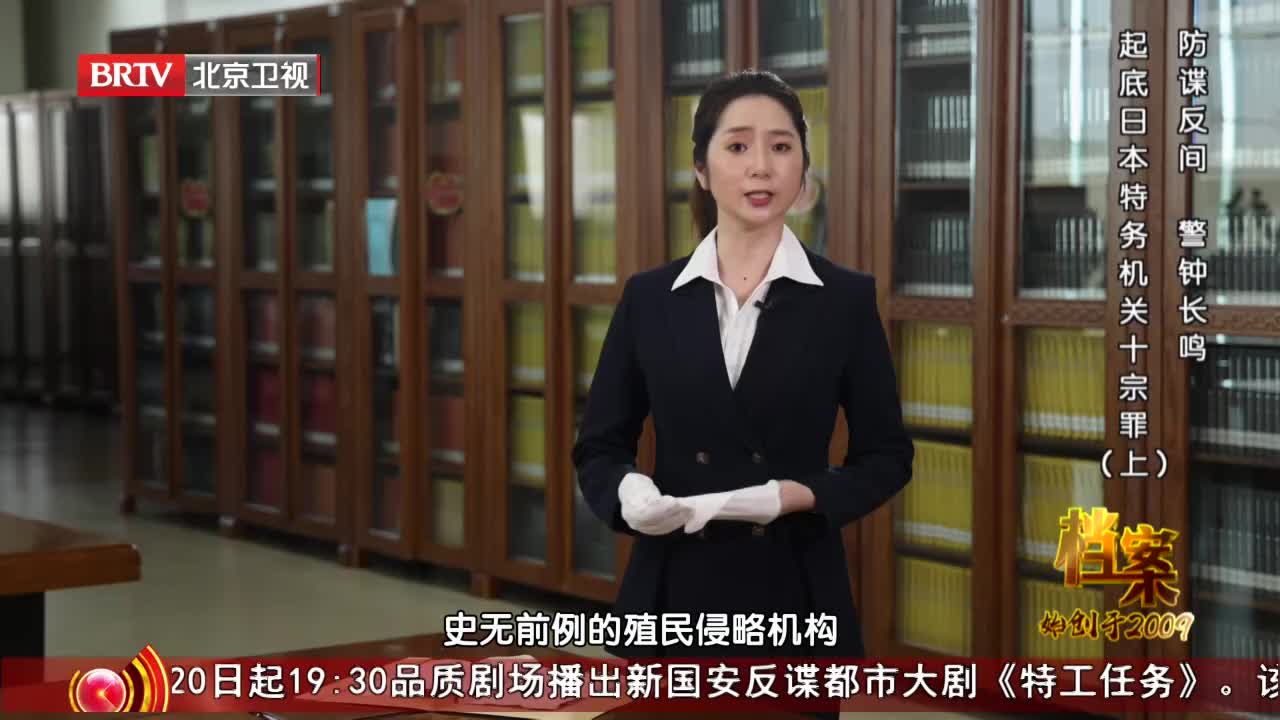 BRTV 北京卫视
防谍反间 警钟长鸣
起底日本特务机关十宗罪（上）
档案
始创于2009
史无前例的殖民侵略机构
20日起19:30品质剧场播出新国安反谍都市大剧《特工任务》。该